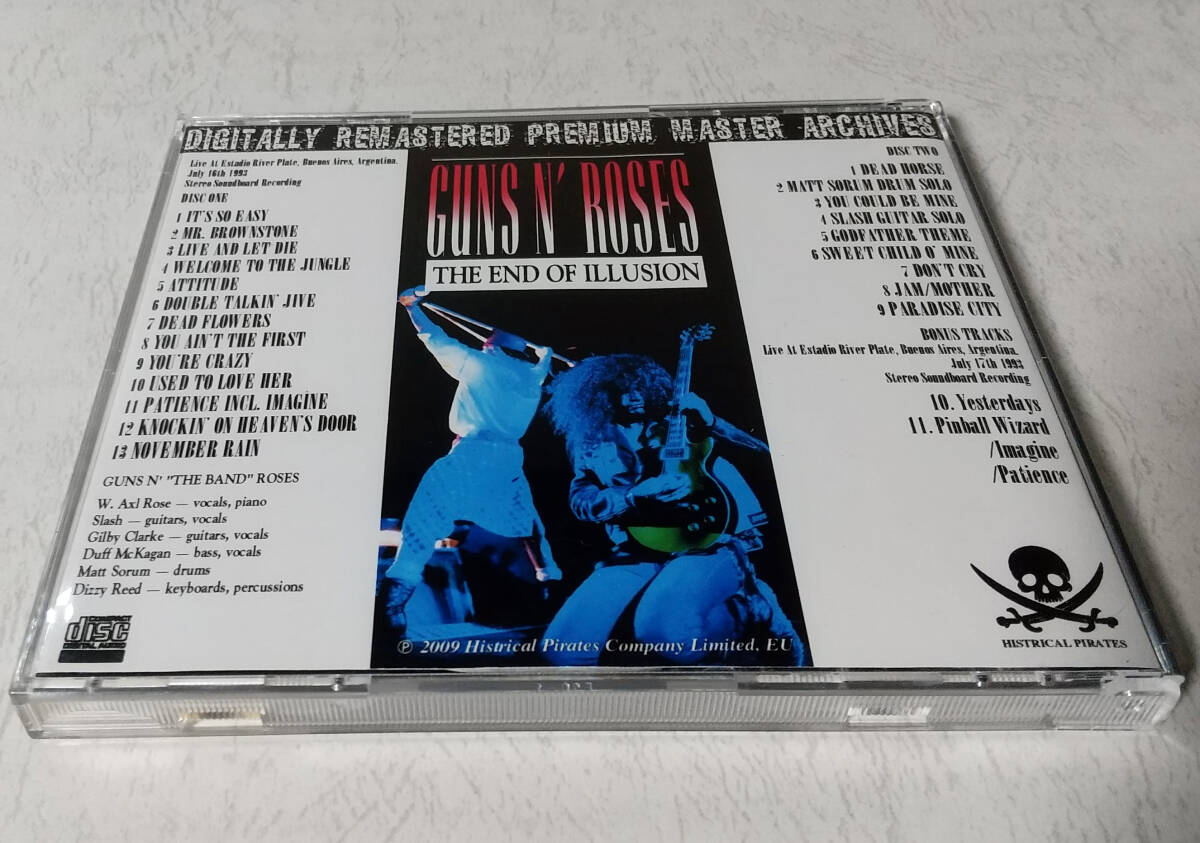 DIGITALLY REMASTERED PREMIUM MASTER ARCHIVES
Live At Estadio River Plate, Buenos Aires, Argentina.
July 16th 1993
Stereo Soundboard Recording
DISC ONE
1 IT'S SO EASY
2 MR. BROWNSTONE
3 LIVE AND LET DIE
4 WELCOME TO THE JUNGLE
5 ATTITUDE
6 DOUBLE TALKIN' JIVE
7 DEAD FLOWERS
8 YOU AIN'T THE FIRST
9 YOU'RE CRAZY
10 USED TO LOVE HER
11 PATIENCE INCL. IMAGINE
12 KNOCKIN' ON HEAVEN'S DOOR
13 NOVEMBER RAIN
GUNS N' "THE BAND" ROSES
W. Axl Rose — vocals, piano
Slash — guitars, vocals
Gilby Clarke — guitars, vocals
Duff McKagan — bass, vocals
Matt Sorum — drums
Dizzy Reed — keyboards, percussions
COMPACT
disc
DIGITAL AUDIO
GUNS N' ROSES
THE END OF ILLUSION
℗ 2009 Histrical Pirates Company Limited, EU
DISC TWO
1 DEAD HORSE
2 MATT SORUM DRUM SOLO
3 YOU COULD BE MINE
4 SLASH GUITAR SOLO
5 GODFATHER THEME
6 SWEET CHILD O' MINE
7 DON'T CRY
8 JAM/MOTHER
9 PARADISE CITY
BONUS TRACKS
Live At Estadio River Plate, Buenos Aires, Argentina.
July 17th 1993
Stereo Soundboard Recording
10. Yesterdays
11. Pinball Wizard
/Imagine
/Patience
HISTRICAL PIRATES